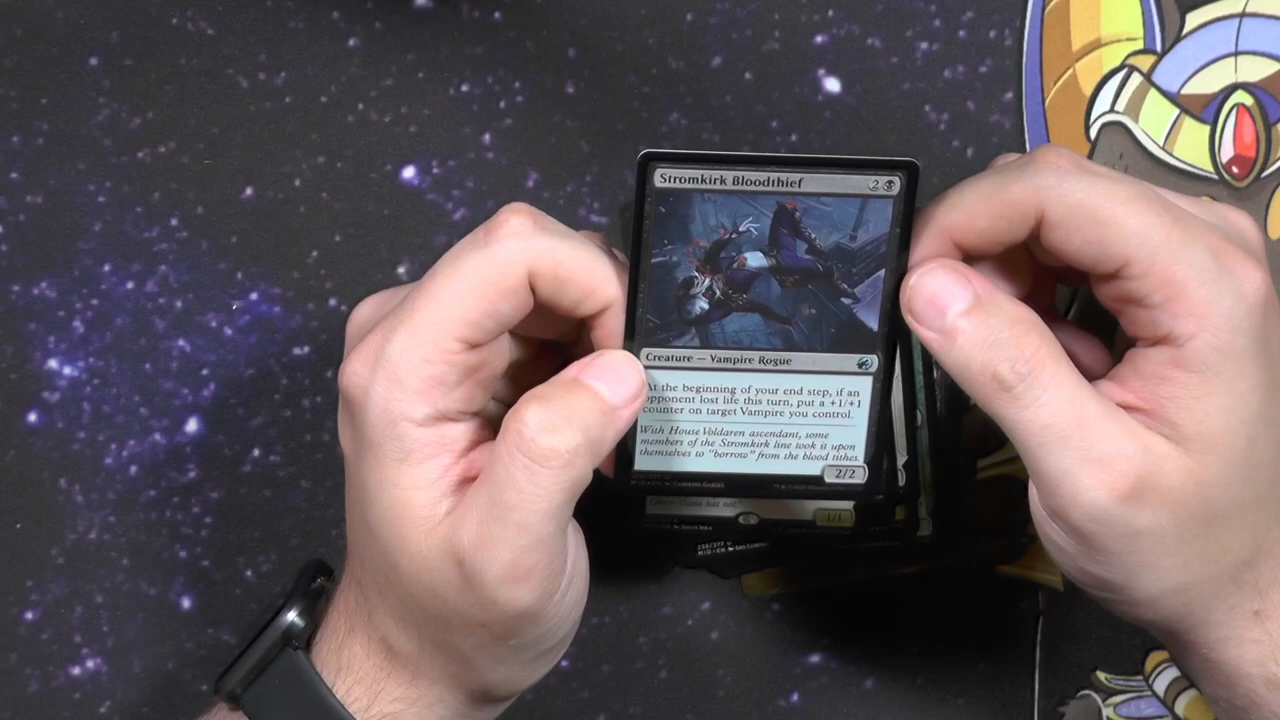 Stromkirk Bloodthief 2
Creature — Vampire Rogue
At the beginning of your end step, if an
opponent lost life this turn, put a +1/+1
counter on target Vampire you control.
With House Voldaren ascendant, some
members of the Stromkirk line took it upon
themselves to "borrow" from the blood tithes.
2/2
1/1